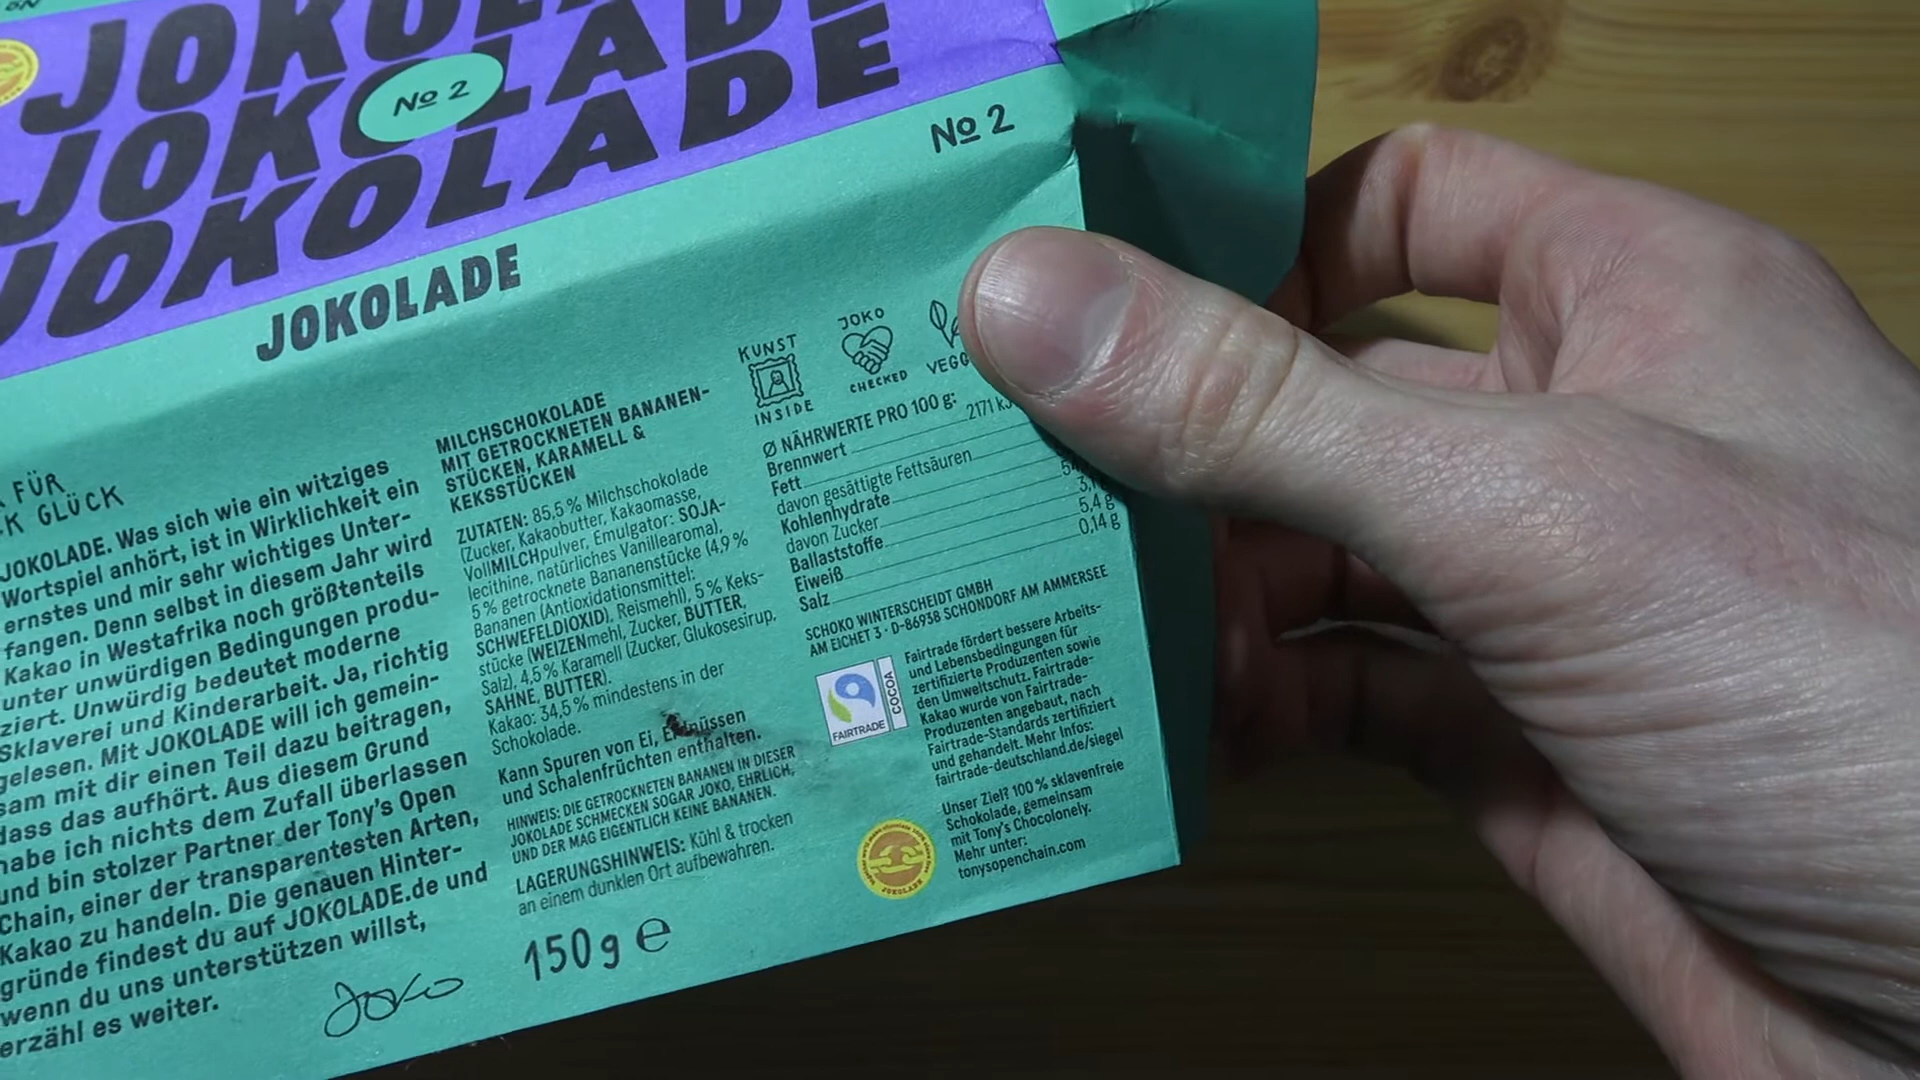 JOKOLADE
JOKOLADE
No 2
JOKOLADE
No 2
JOKOLADE
FÜR
GLÜCK
JOKOLADE. Was sich wie ein witziges
Wortspiel anhört, ist in Wirklichkeit ein
ernstes und mir sehr wichtiges Unter-
fangen. Denn selbst in diesem Jahr wird
Kakao in Westafrika noch größtenteils
unter unwürdigen Bedingungen produ-
ziert. Unwürdig bedeutet moderne
Sklaverei und Kinderarbeit. Ja, richtig
gelesen. Mit JOKOLADE will ich gemein-
sam mit dir einen Teil dazu beitragen,
dass das aufhört. Aus diesem Grund
habe ich nichts dem Zufall überlassen
und bin stolzer Partner der Tony's Open
Chain, einer der transparentesten Arten,
Kakao zu handeln. Die genauen Hinter-
gründe findest du auf JOKOLADE.de und
wenn du uns unterstützen willst,
erzähl es weiter.
Joko
MILCHSCHOKOLADE
MIT GETROCKNETEN BANANEN-
STÜCKEN, KARAMELL &
KEKSSTÜCKEN
ZUTATEN: 85,5 % Milchschokolade
(Zucker, Kakaobutter, Kakaomasse,
VollMILCHpulver, Emulgator: SOJA-
lecithine, natürliches Vanillearoma),
5 % getrocknete Bananenstücke (4,9 %
Bananen (Antioxidationsmittel:
SCHWEFELDIOXID), Reismehl), 5 % Keks-
stücke (WEIZENmehl, Zucker, BUTTER,
Salz), 4,5 % Karamell (Zucker, Glukosesirup,
SAHNE, BUTTER).
Kakao: 34,5 % mindestens in der
Schokolade.
Kann Spuren von Ei, Erdnüssen
und Schalenfrüchten enthalten.
HINWEIS: DIE GETROCKNETEN BANANEN IN DIESER
JOKOLADE SCHMECKEN SOGAR JOKO, EHRLICH,
UND DER MAG EIGENTLICH KEINE BANANEN.
LAGERUNGSHINWEIS: Kühl & trocken
an einem dunklen Ort aufbewahren.
150 g e
KUNST
INSIDE
JOKO
CHECKED
VEGG
Ø NÄHRWERTE PRO 100 g:
Brennwert 2171 kJ
Fett
davon gesättigte Fettsäuren
Kohlenhydrate
davon Zucker
Ballaststoffe
Eiweiß 5,4 g
Salz 0,14 g
SCHOKO WINTERSCHEIDT GMBH
AM EICHET 3 · D-86938 SCHONDORF AM AMMERSEE
FAIRTRADE
COCOA
Fairtrade fördert bessere Arbeits-
und Lebensbedingungen für
zertifizierte Produzenten sowie
den Umweltschutz. Fairtrade-
Kakao wurde von Fairtrade-
Produzenten angebaut, nach
Fairtrade-Standards zertifiziert
und gehandelt. Mehr Infos:
fairtrade-deutschland.de/siegel
Unser Ziel? 100 % sklavenfreie
Schokolade, gemeinsam
mit Tony's Chocolonely.
Mehr unter:
tonysopenchain.com
JOKOLADE